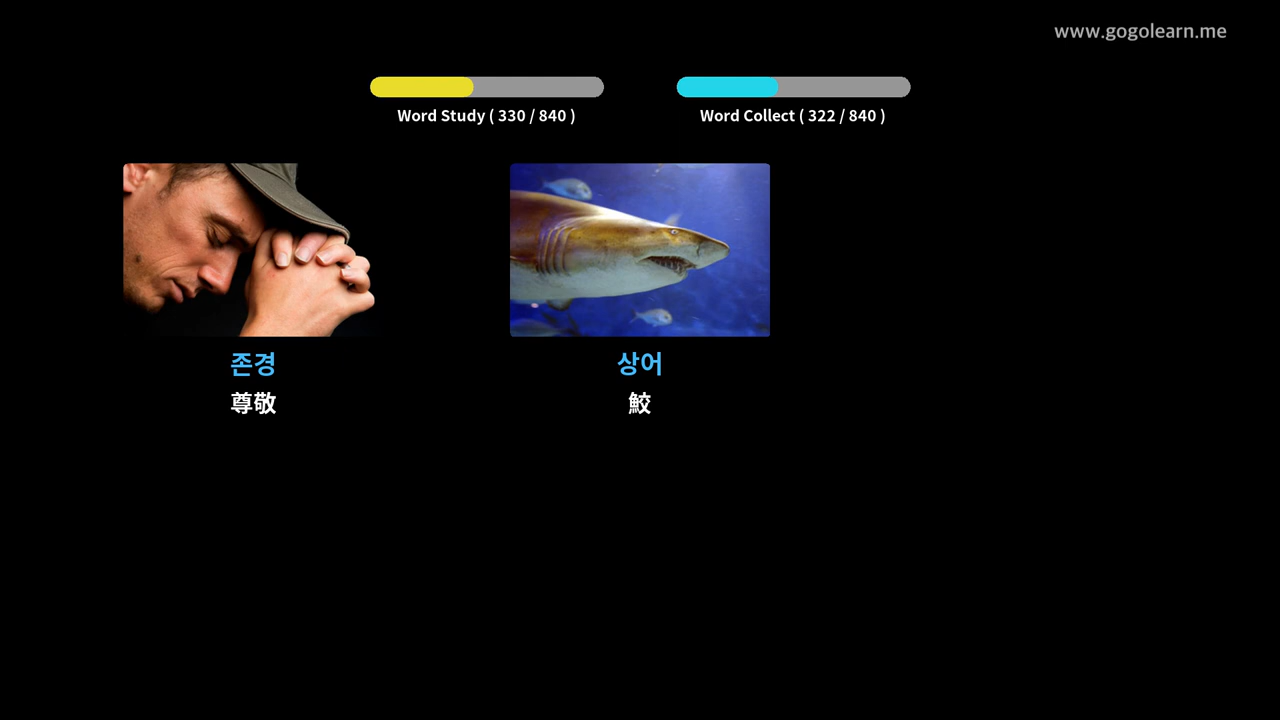 www.gogolearn.me
Word Study ( 330 / 840 )
Word Collect ( 322 / 840 )
존경
尊敬
상어
鮫